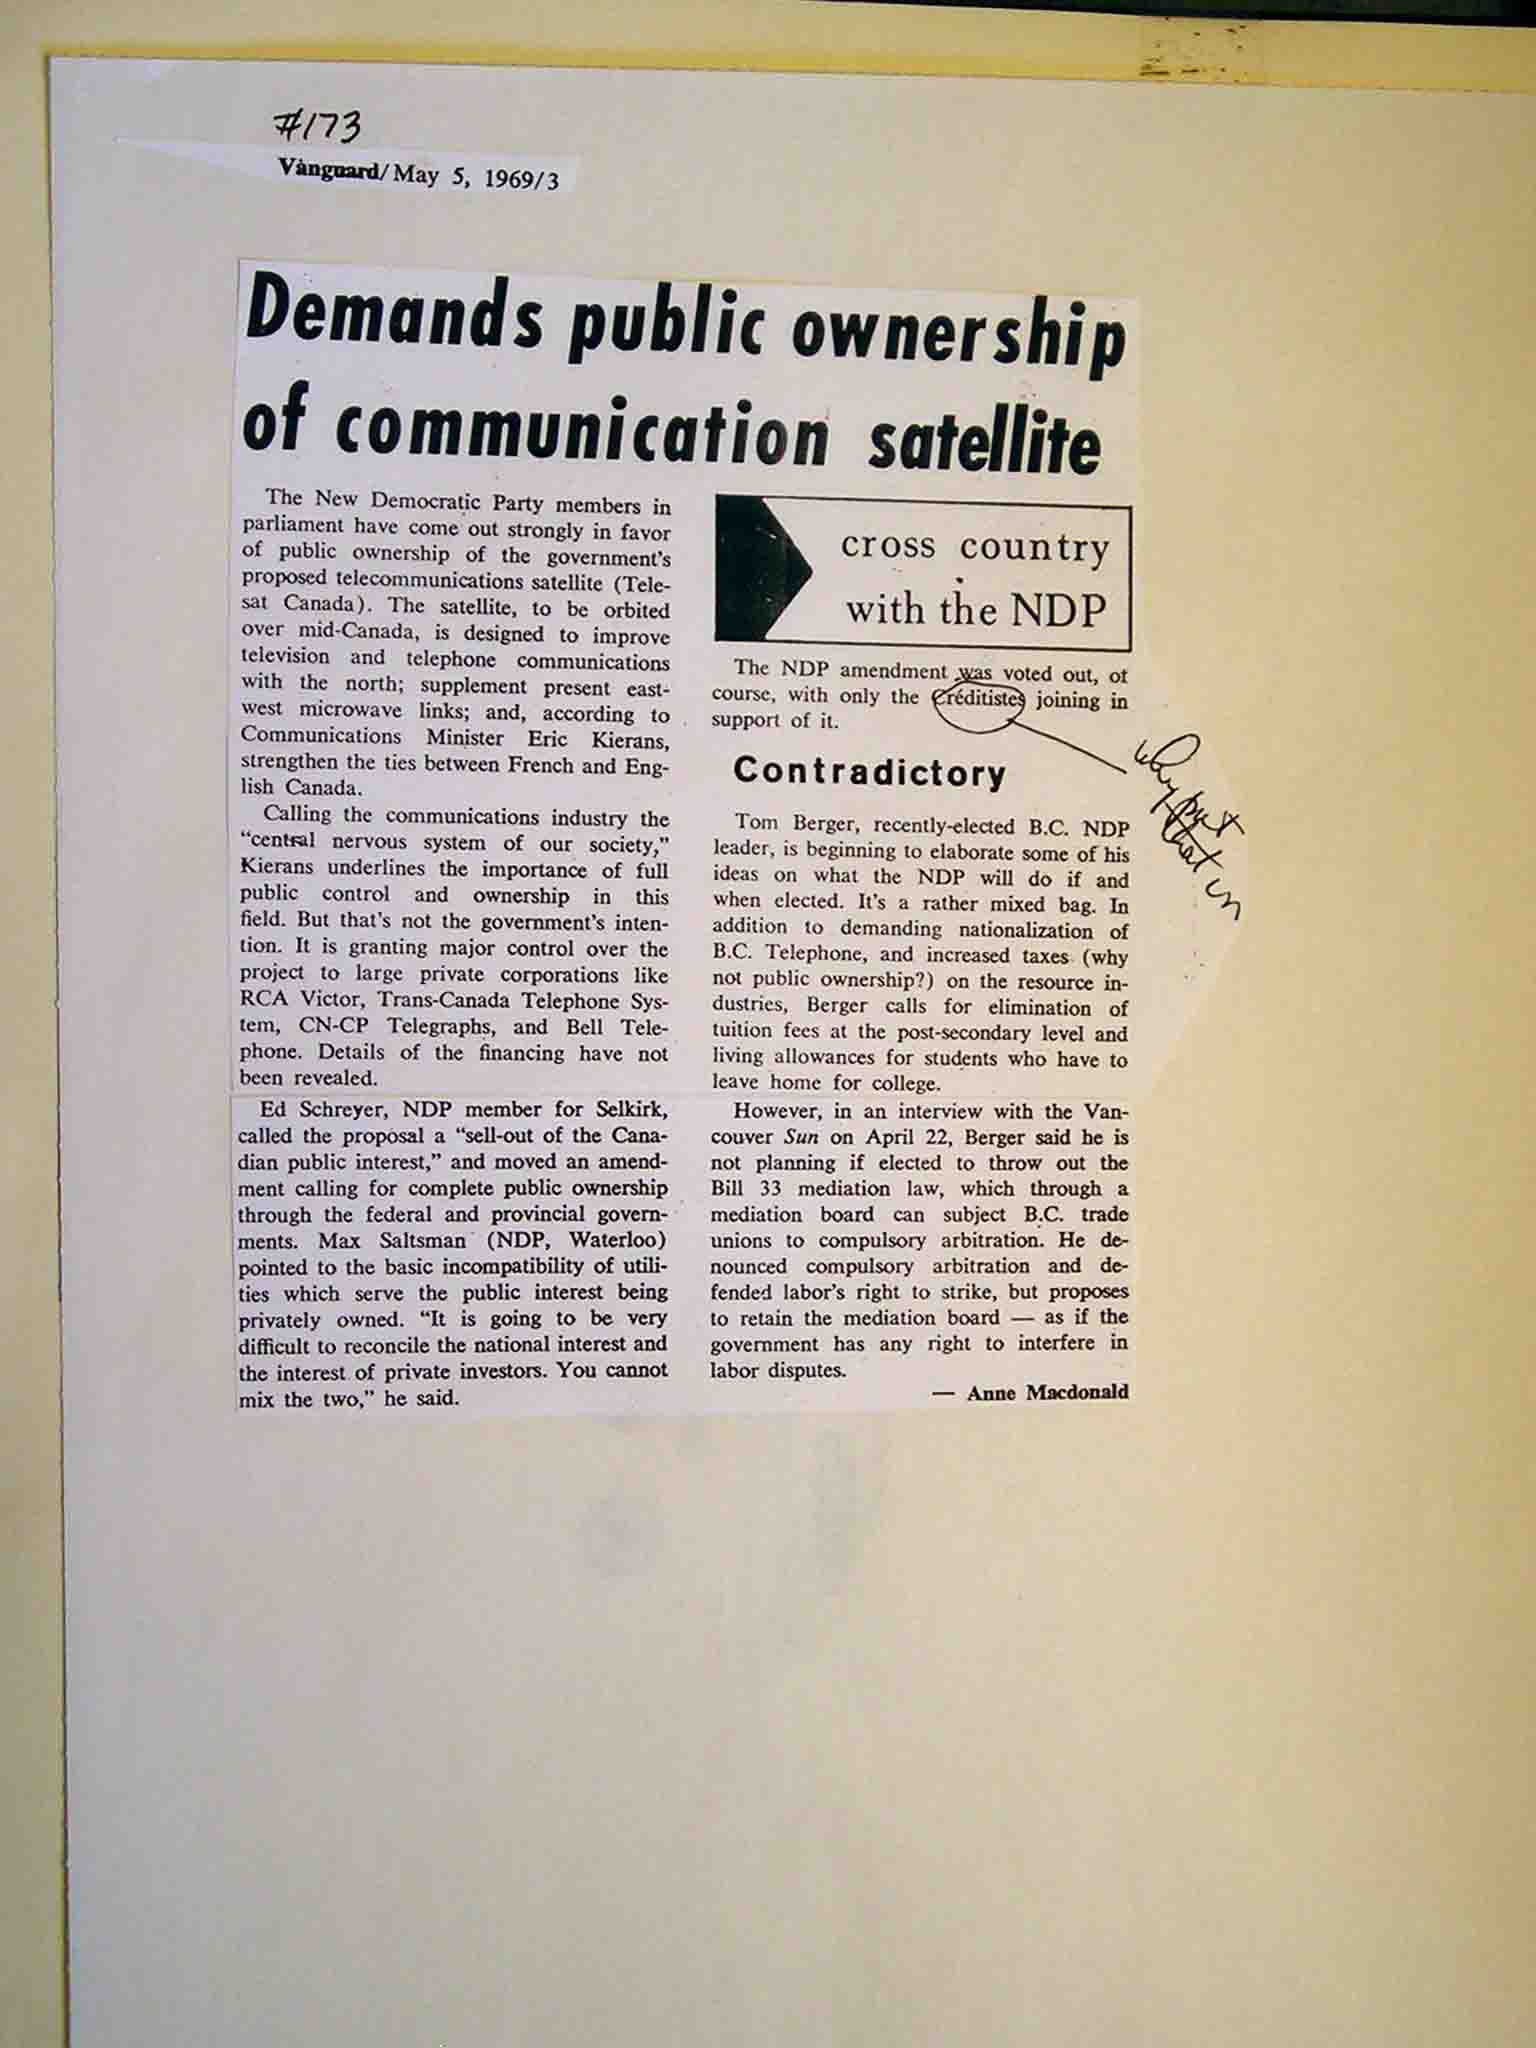 #173
Vanguard/May 5, 1969/3
Demands public ownership
of communication satellite
The New Democratic Party members in
parliament have come out strongly in favor
of public ownership of the government's
proposed telecommunications satellite (Tele-
sat Canada). The satellite, to be orbited
over mid-Canada, is designed to improve
television and telephone communications
with the north; supplement present east-
west microwave links; and, according to
Communications Minister Eric Kierans,
strengthen the ties between French and Eng-
lish Canada.
Calling the communications industry the
“central nervous system of our society,”
Kierans underlines the importance of full
public control and ownership in this
field. But that's not the government's inten-
tion. It is granting major control over the
project to large private corporations like
RCA Victor, Trans-Canada Telephone Sys-
tem, CN-CP Telegraphs, and Bell Tele-
phone. Details of the financing have not
been revealed.
Ed Schreyer, NDP member for Selkirk,
called the proposal a “sell-out of the Cana-
dian public interest,” and moved an amend-
ment calling for complete public ownership
through the federal and provincial govern-
ments. Max Saltsman (NDP, Waterloo)
pointed to the basic incompatibility of utili-
ties which serve the public interest being
privately owned. “It is going to be very
difficult to reconcile the national interest and
the interest of private investors. You cannot
mix the two,” he said.
cross country
with the NDP
The NDP amendment was voted out, of
course, with only the Créditistes joining in
support of it.
why put
that in
Contradictory
Tom Berger, recently-elected B.C. NDP
leader, is beginning to elaborate some of his
ideas on what the NDP will do if and
when elected. It's a rather mixed bag. In
addition to demanding nationalization of
B.C. Telephone, and increased taxes (why
not public ownership?) on the resource in-
dustries, Berger calls for elimination of
tuition fees at the post-secondary level and
living allowances for students who have to
leave home for college.
However, in an interview with the Van-
couver Sun on April 22, Berger said he is
not planning if elected to throw out the
Bill 33 mediation law, which through a
mediation board can subject B.C. trade
unions to compulsory arbitration. He de-
nounced compulsory arbitration and de-
fended labor's right to strike, but proposes
to retain the mediation board — as if the
government has any right to interfere in
labor disputes.
— Anne Macdonald